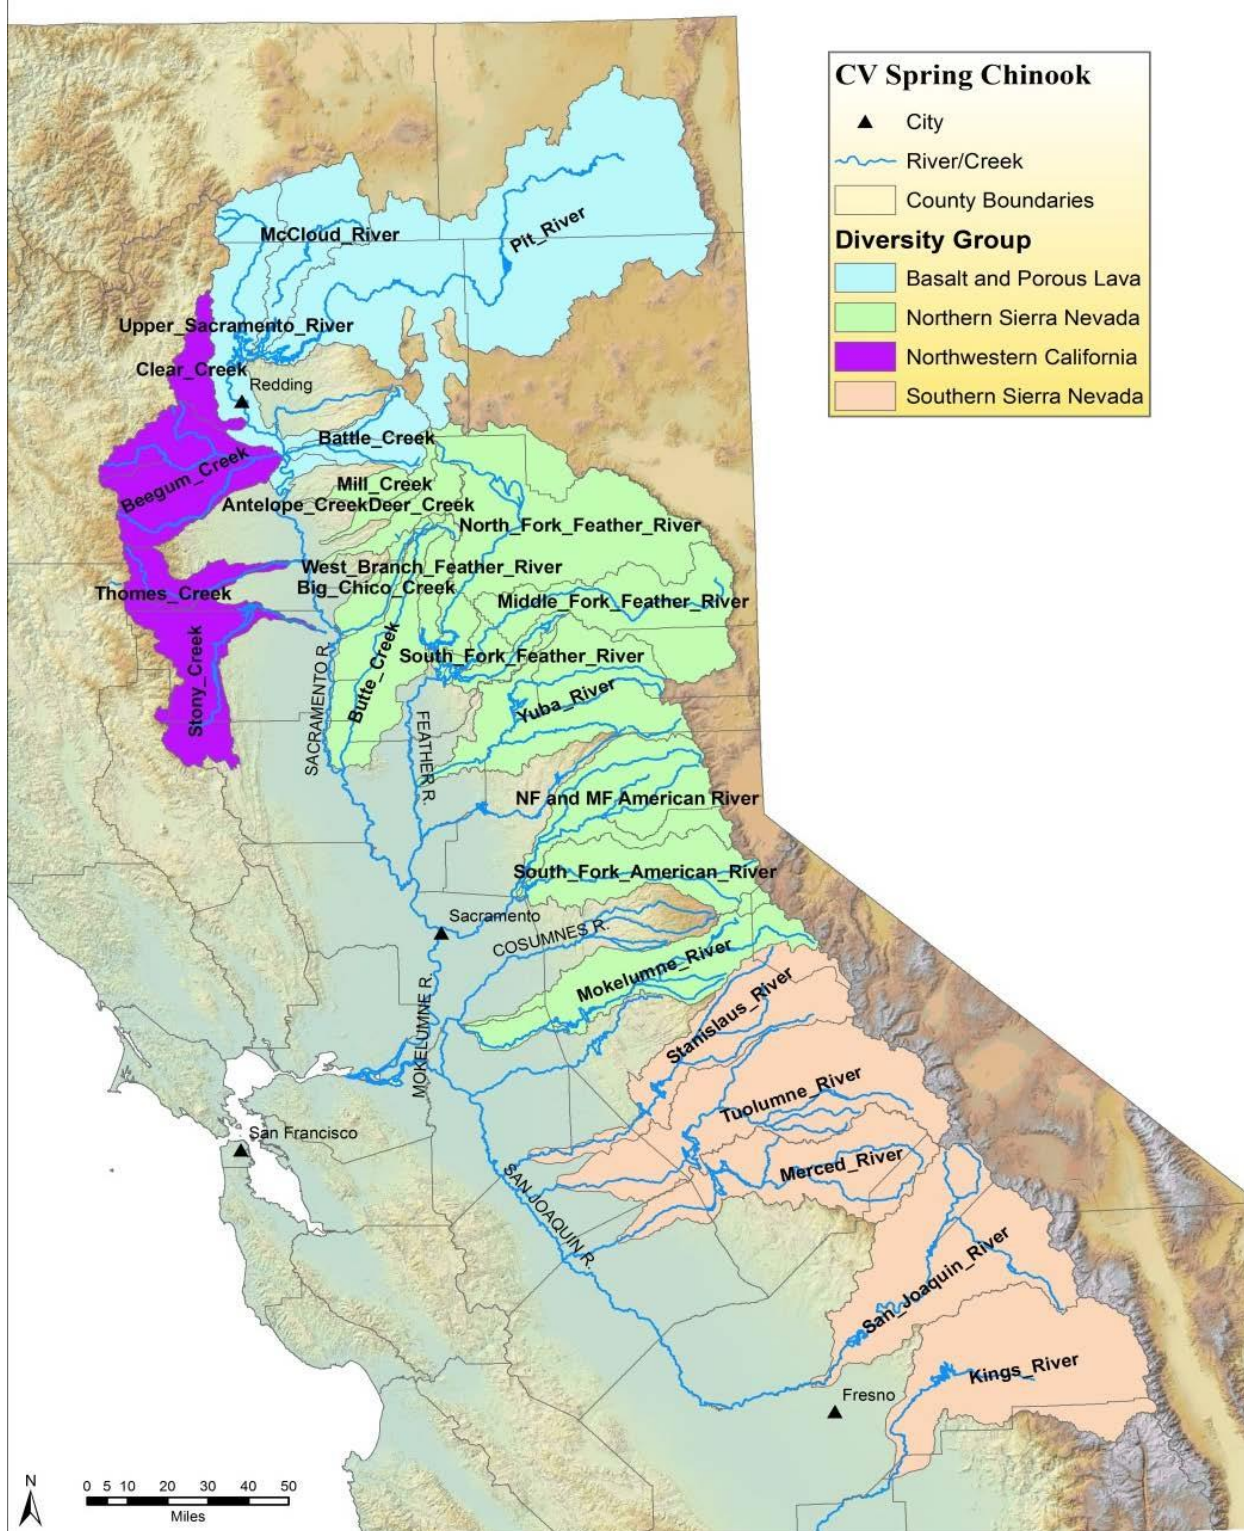 CV Spring Chinook
City
River/Creek
County Boundaries
Diversity Group
Basalt and Porous Lava
Northern Sierra Nevada
Northwestern California
Southern Sierra Nevada
McCloud_River
Pit_River
Upper_Sacramento_River
Clear_Creek
Redding
Battle_Creek
Beegum_Creek
Mill_Creek
Antelope_Creek
Deer_Creek
North_Fork_Feather_River
West_Branch_Feather_River
Big_Chico_Creek
Thomes_Creek
Middle_Fork_Feather_River
Stony_Creek
Butte_Creek
South_Fork_Feather_River
SACRAMENTO R.
FEATHER R.
Yuba_River
NF and MF American River
South_Fork_American_River
Sacramento
COSUMNES R.
Mokelumne_River
MOKELUMNE R.
Stanislaus_River
Tuolumne_River
San Francisco
Merced_River
SAN JOAQUIN R.
San_Joaquin_River
Kings_River
Fresno
N
0 5 10 20 30 40 50
Miles